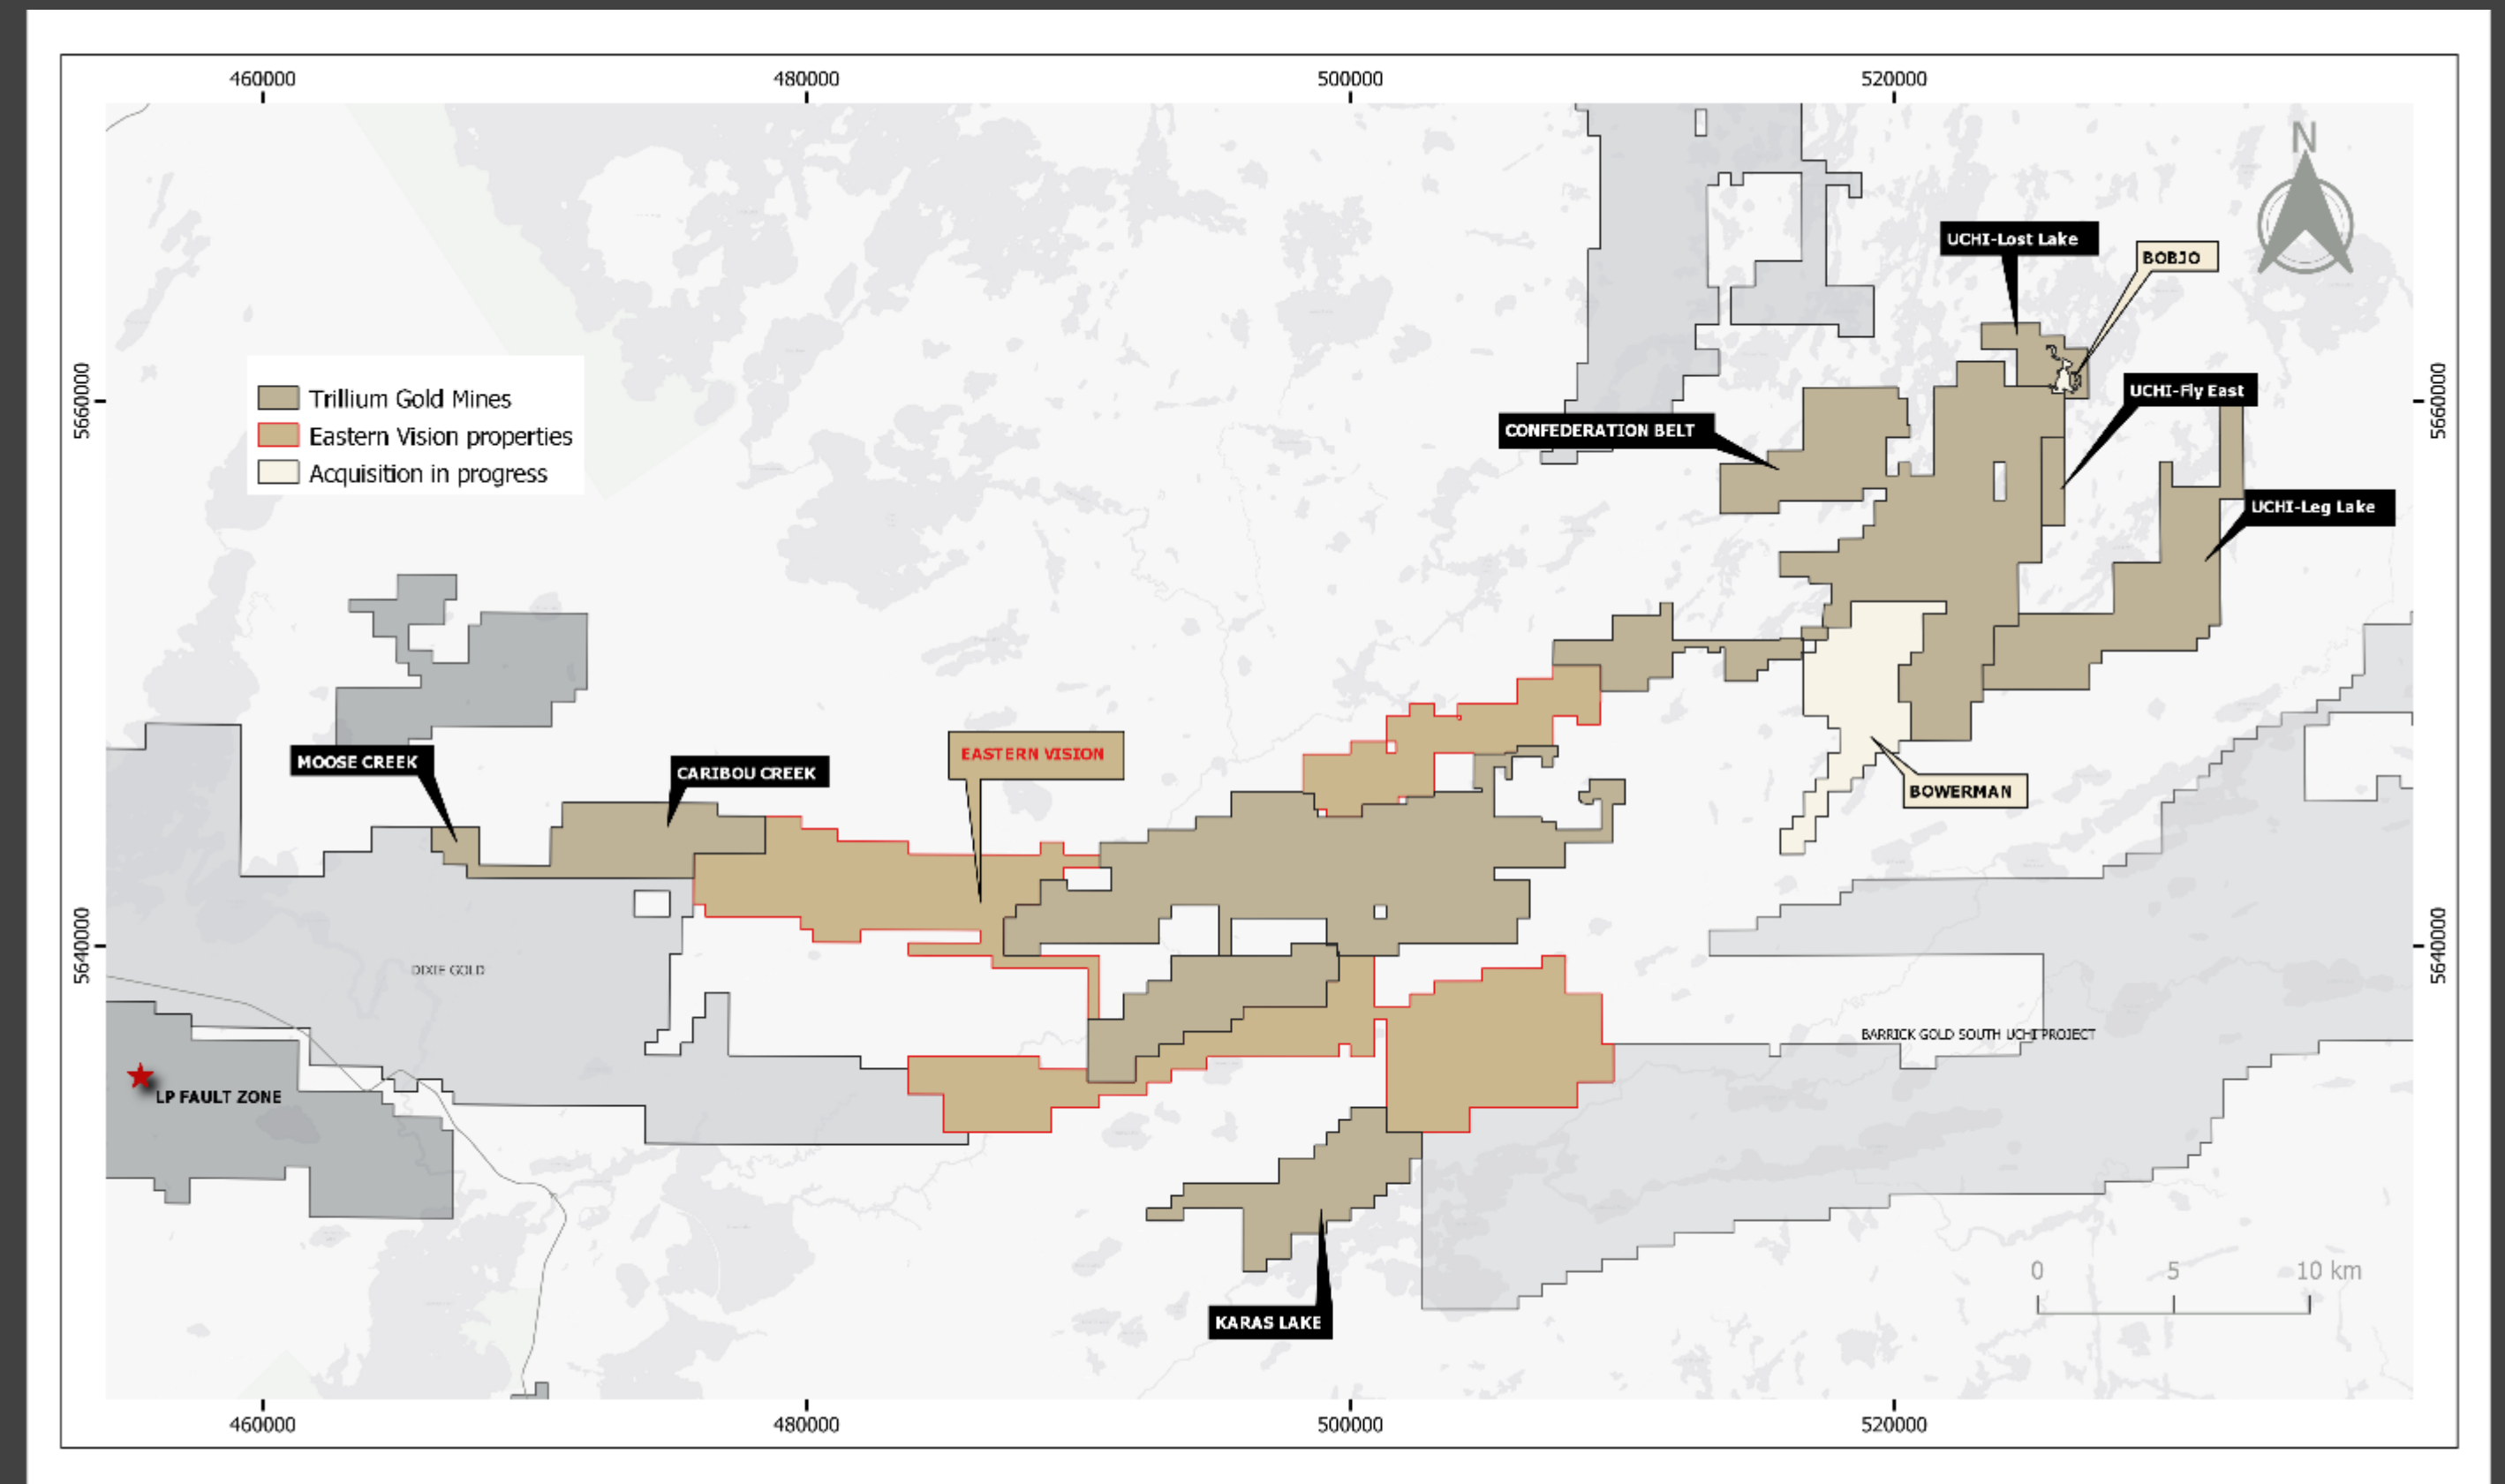 460000 480000 500000 520000
N
UCHI-Lost Lake
BOBJO
5660000
5660000
UCHI-Fly East
Trillium Gold Mines
CONFEDERATION BELT
Eastern Vision properties
Acquisition in progress
UCHI-Leg Lake
EASTERN VISION
MOOSE CREEK
CARIBOU CREEK
BOWERMAN
5640000
5640000
DIXIE GOLD
BARRICK GOLD SOUTH UCHI PROJECT
LP FAULT ZONE
0 5 10 km
KARAS LAKE
460000 480000 500000 520000